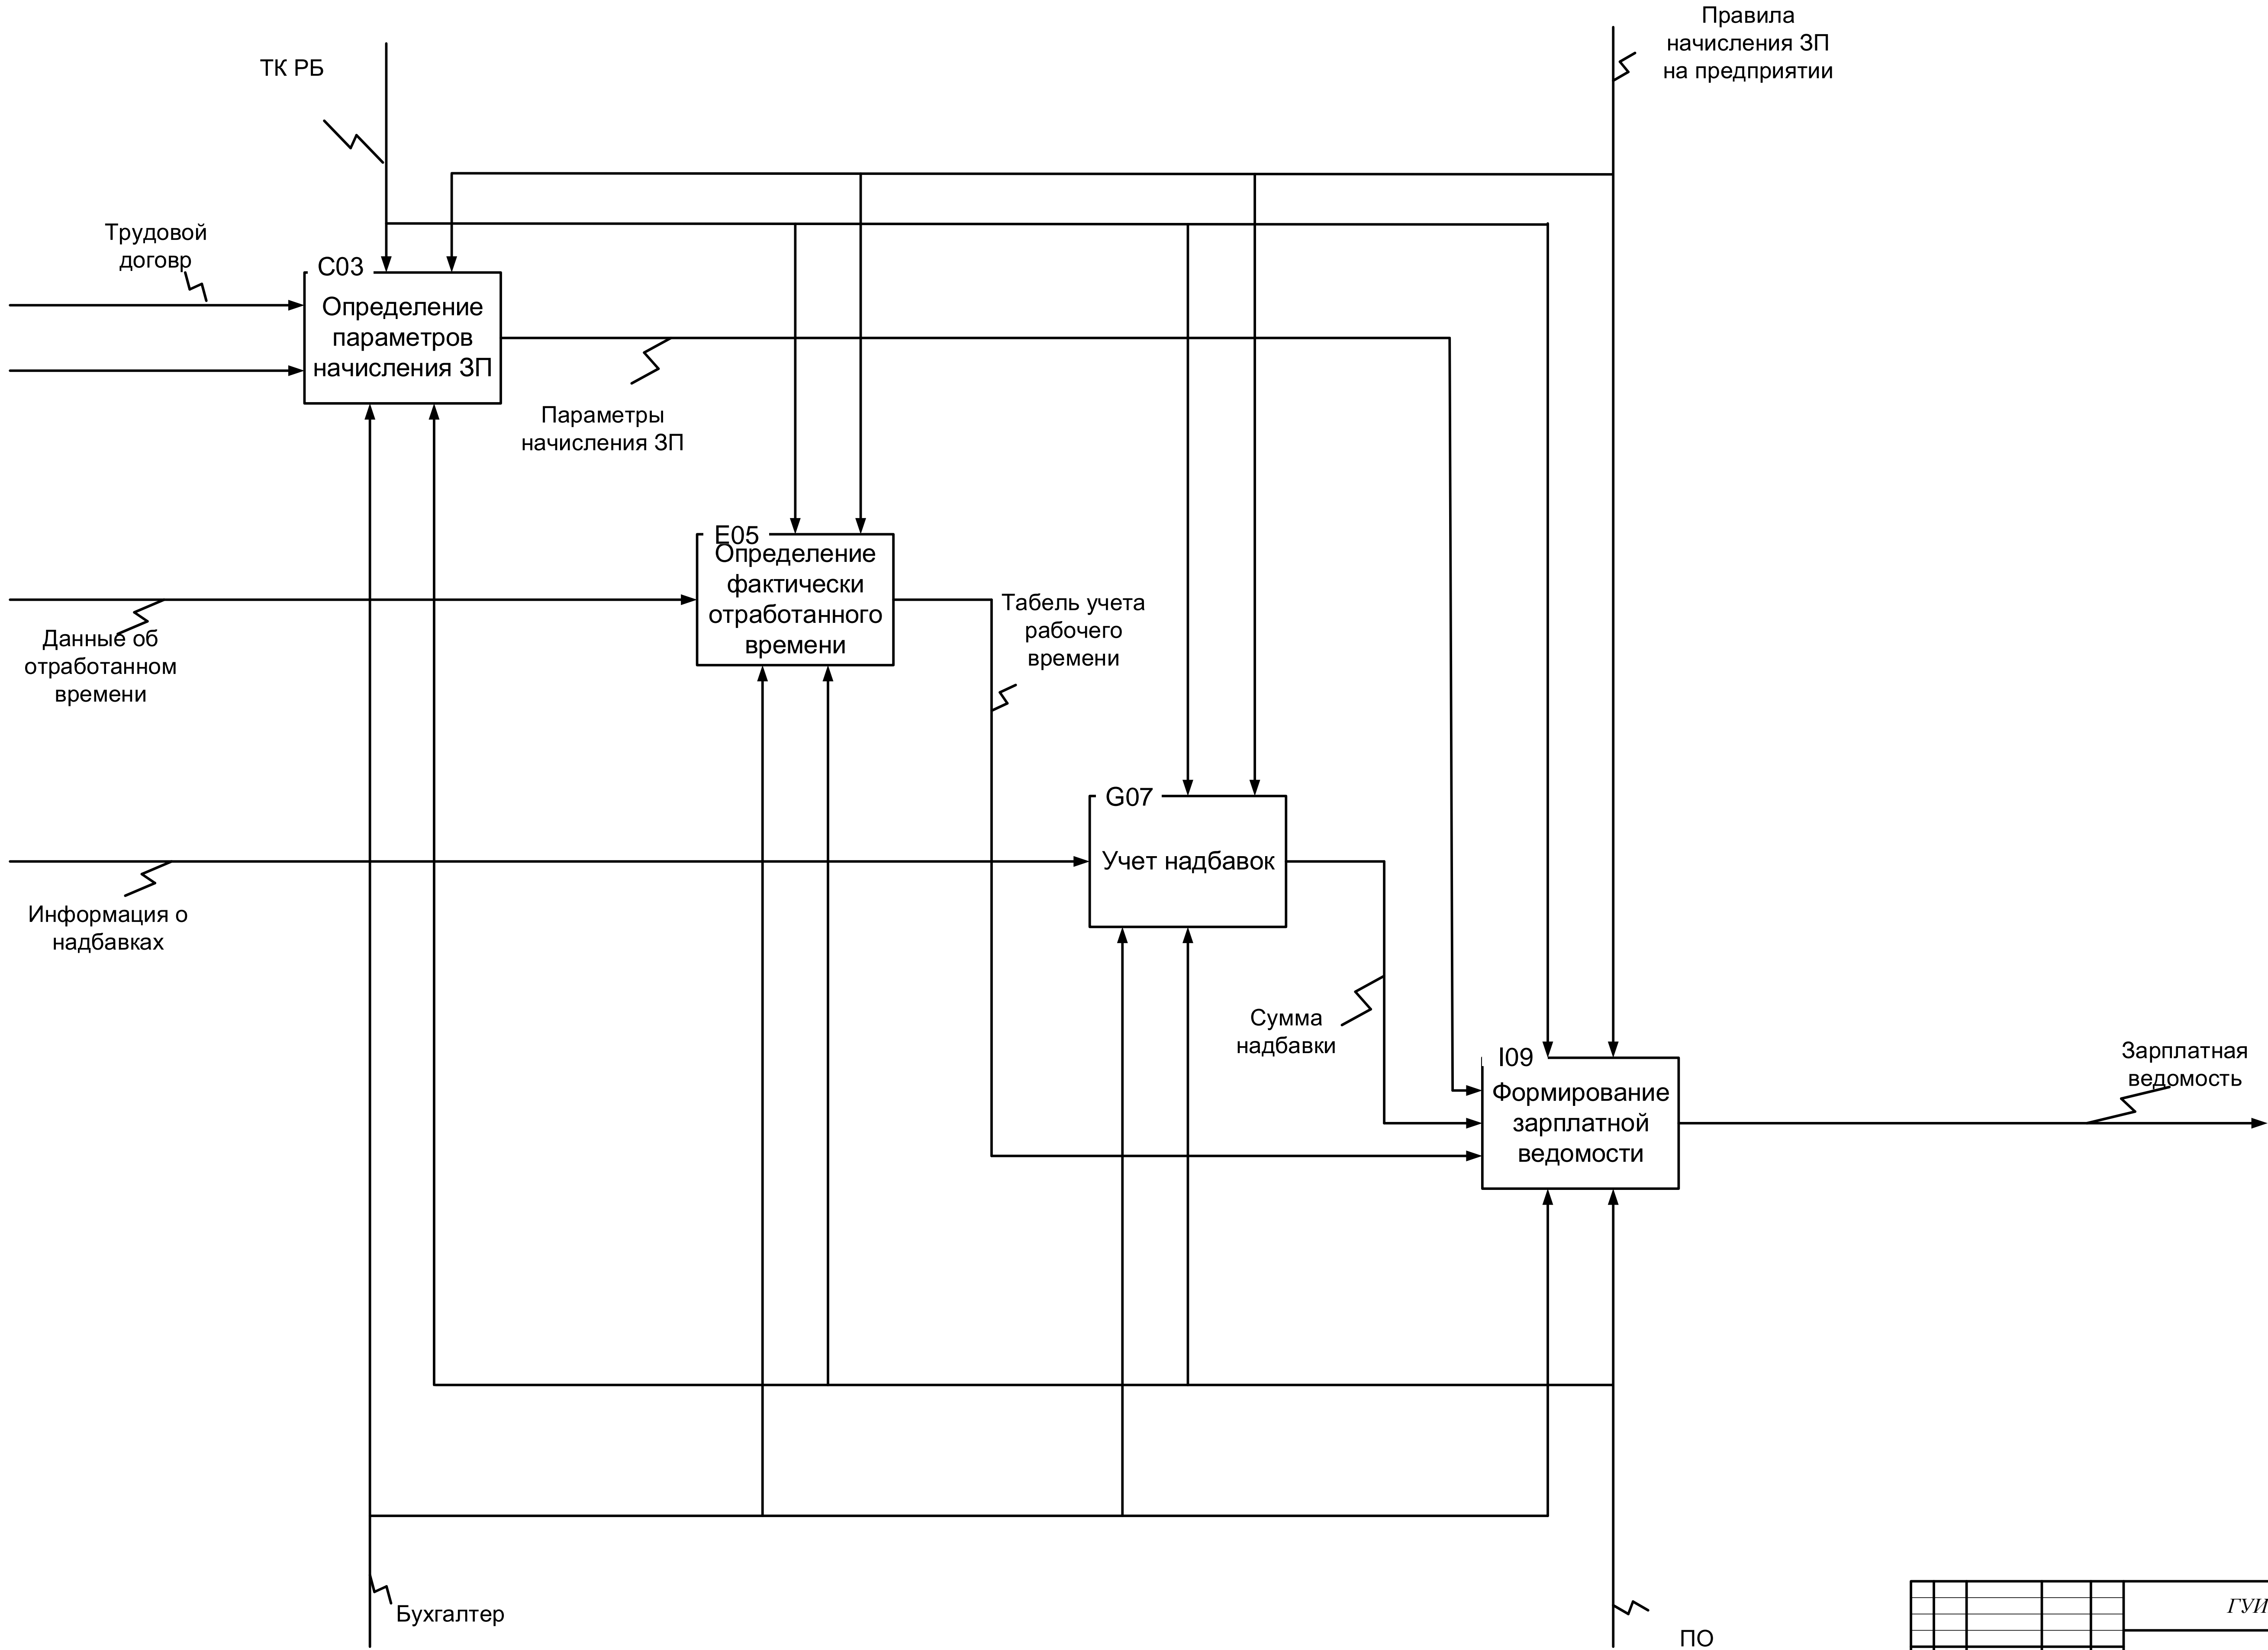 Правила
начисления ЗП
на предприятии
ТК РБ
Трудовой
договр
C03
Определение
параметров
начисления ЗП
Параметры
начисления ЗП
E05
Определение
фактически
отработанного
времени
Табель учета
рабочего
времени
Данные об
отработанном
времени
G07
Учет надбавок
Информация о
надбавках
Сумма
надбавки
I09
Формирование
зарплатной
ведомости
Зарплатная
ведомость
Бухгалтер
ПО
ГУИ